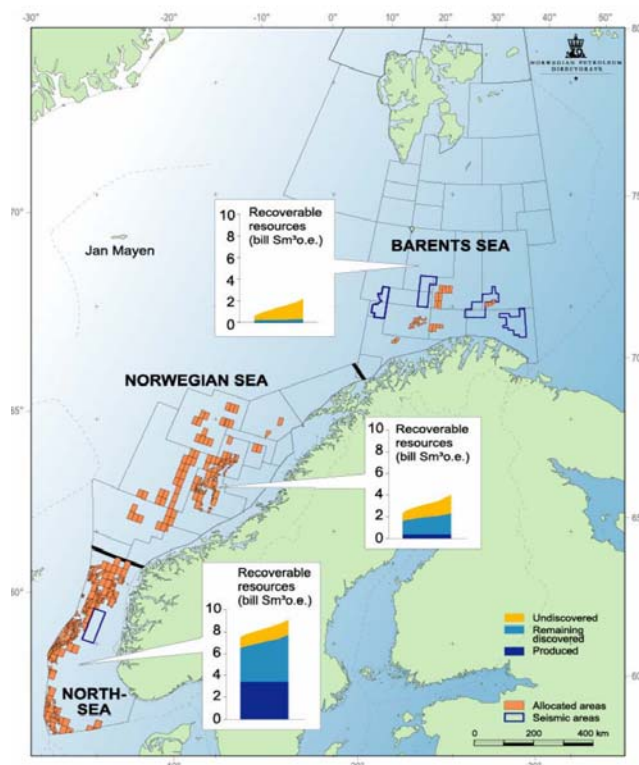 -30°
-10°
0°
10°
20°
30°
40°
50°
NORWEGIAN PETROLEUM
DIRECTORATE
75°
70°
10
8
6
4
2
0
Recoverable
resources
(bill Sm³o.e.)
BARENTS SEA
Jan Mayen
70°
NORWEGIAN SEA
65°
10
8
6
4
2
0
Recoverable
resources
(bill Sm³o.e.)
65°
60°
10
8
6
4
2
0
Recoverable
resources
(bill Sm³o.e.)
Undiscovered
Remaining
discovered
Produced
60°
NORTH-
SEA
Allocated areas
Seismic areas
0 200 400 km